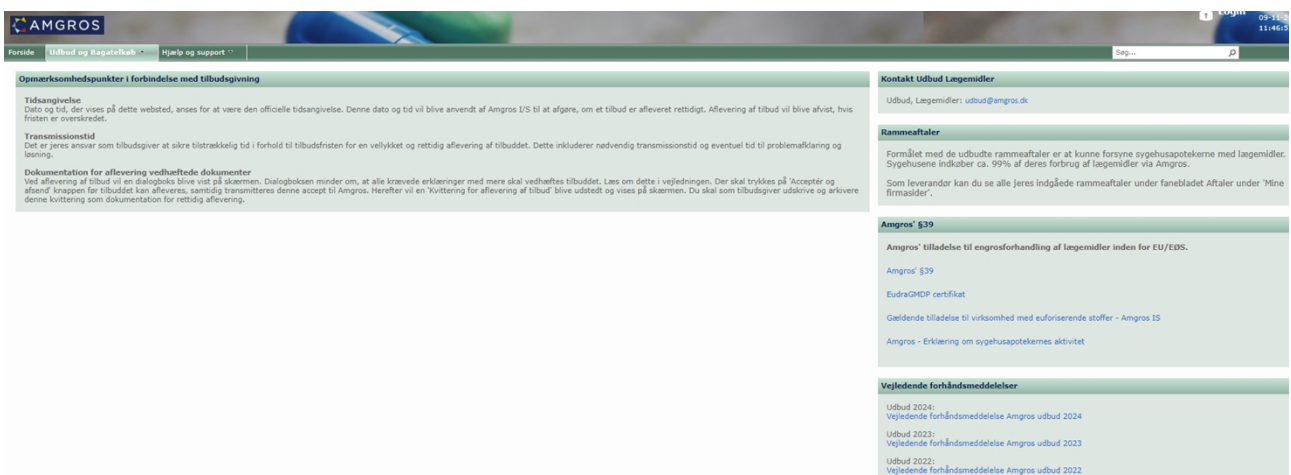 AMGROS
Login
11:46:5
Forside
Udbud og Bagatelkøb
Hjælp og support
Søg...
Opmærksomhedspunkter i forbindelse med tilbudsgivning
Tidsangivelse
Dato og tid, der vises på dette websted, anses for at være den officielle tidsangivelse. Denne dato og tid vil blive anvendt af Amgros I/S til at afgøre, om et tilbud er afleveret rettidigt. Aflevering af tilbud vil blive afvist, hvis
fristen er overskredet.
Transmissionstid
Det er jeres ansvar som tilbudsgiver at sikre tilstrækkelig tid i forhold til tilbudsfristen for en vellykket og rettidig aflevering af tilbuddet. Dette inkluderer nødvendig transmissionstid og eventuel tid til problemafklaring og
løsning.
Dokumentation for aflevering vedhæftede dokumenter
Ved aflevering af tilbud vil en dialogboks blive vist på skærmen. Dialogboksen minder om, at alle krævede erklæringer med mere skal vedhæftes tilbuddet. Læs om dette i vejledningen. Der skal trykkes på 'Acceptér og
afsend' knappen før tilbuddet kan afleveres, samtidig transmitteres denne accept til Amgros. Herefter vil en 'Kvittering for aflevering af tilbud' blive udstedt og vises på skærmen. Du skal som tilbudsgiver udskrive og arkivere
denne kvittering som dokumentation for rettidig aflevering.
Kontakt Udbud Lægemidler
Udbud, Lægemidler: udbud@amgros.dk
Rammeaftaler
Formålet med de udbudte rammeaftaler er at kunne forsyne sygehusapotekerne med lægemidler.
Sygehusene indkøber ca. 99% af deres forbrug af lægemidler via Amgros.
Som leverandør kan du se alle jeres indgåede rammeaftaler under fanebladet Aftaler under 'Mine
firmasider'.
Amgros' §39
Amgros' tilladelse til engrosforhandling af lægemidler inden for EU/EØS.
Amgros' §39
EudraGMDP certifikat
Gældende tilladelse til virksomhed med euforiserende stoffer - Amgros IS
Amgros - Erklæring om sygehusapotekernes aktivitet
Vejledende forhåndsmeddelelser
Udbud 2024:
Vejledende forhåndsmeddelelse Amgros udbud 2024
Udbud 2023:
Vejledende forhåndsmeddelelse Amgros udbud 2023
Udbud 2022:
Vejledende forhåndsmeddelelse Amgros udbud 2022